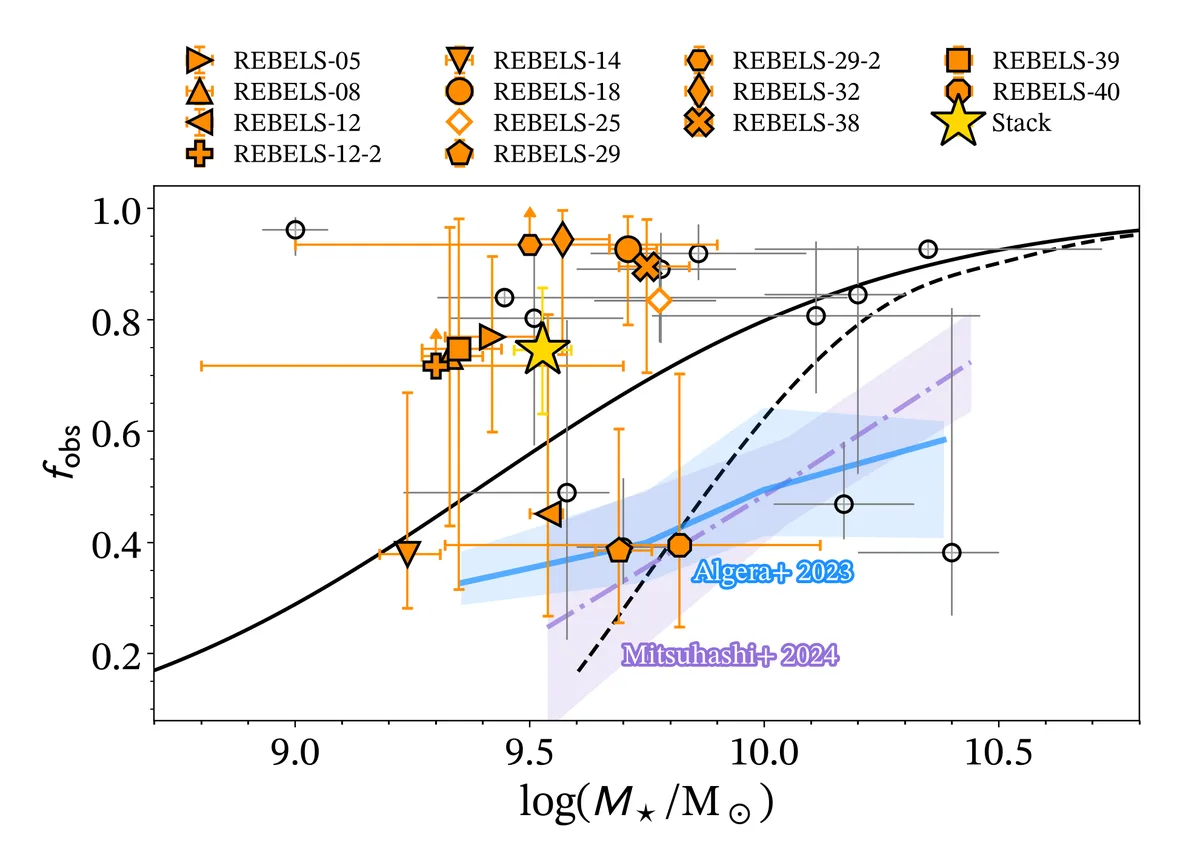 REBELS-05 REBELS-14 REBELS-29-2 REBELS-39
REBELS-08 REBELS-18 REBELS-32 REBELS-40
REBELS-12 REBELS-25 REBELS-38 Stack
REBELS-12-2 REBELS-29
1.0
0.8
0.6
0.4
0.2
f_obs
Algera+ 2023
Mitsuhashi+ 2024
9.0 9.5 10.0 10.5
log(M⋆/M⊙)